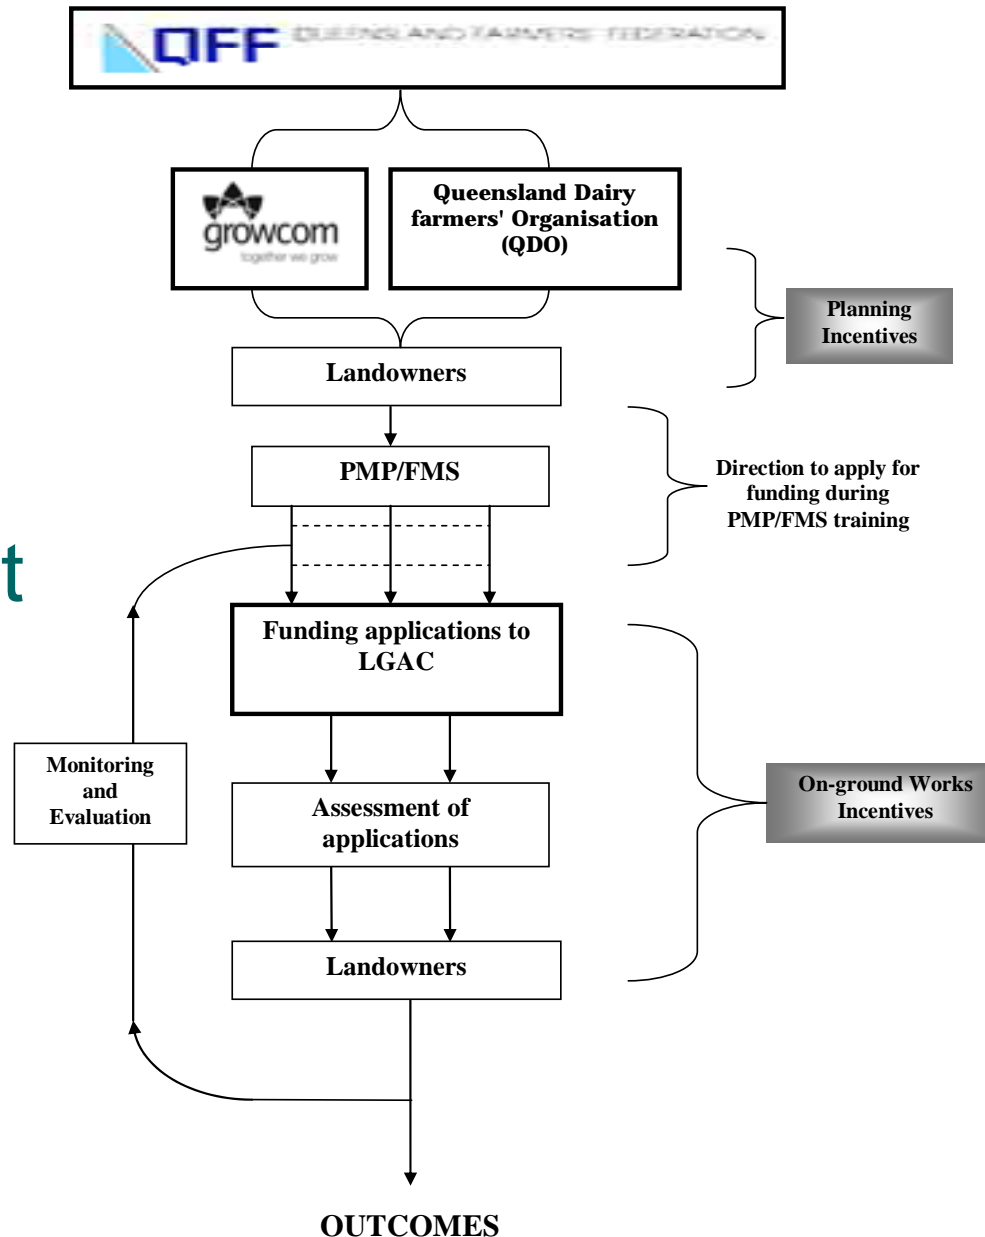 QFF QUEENSLAND FARMERS' FEDERATION
growcom
together we grow
Queensland Dairy
farmers' Organisation
(QDO)
Planning
Incentives
Landowners
PMP/FMS
Direction to apply for
funding during
PMP/FMS training
t
Funding applications to
LGAC
Monitoring
and
Evaluation
Assessment of
applications
On-ground Works
Incentives
Landowners
OUTCOMES